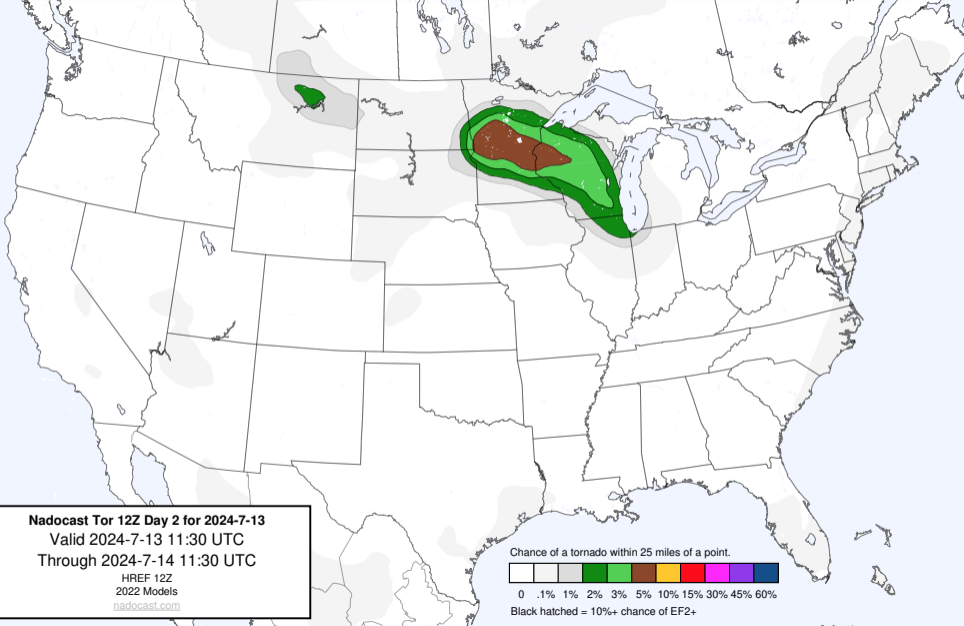 Nadocast Tor 12Z Day 2 for 2024-7-13
Valid 2024-7-13 11:30 UTC
Through 2024-7-14 11:30 UTC
HREF 12Z
2022 Models
nadocast.com
Chance of a tornado within 25 miles of a point.
0 .1% 1% 2% 3% 5% 10% 15% 30% 45% 60%
Black hatched = 10%+ chance of EF2+